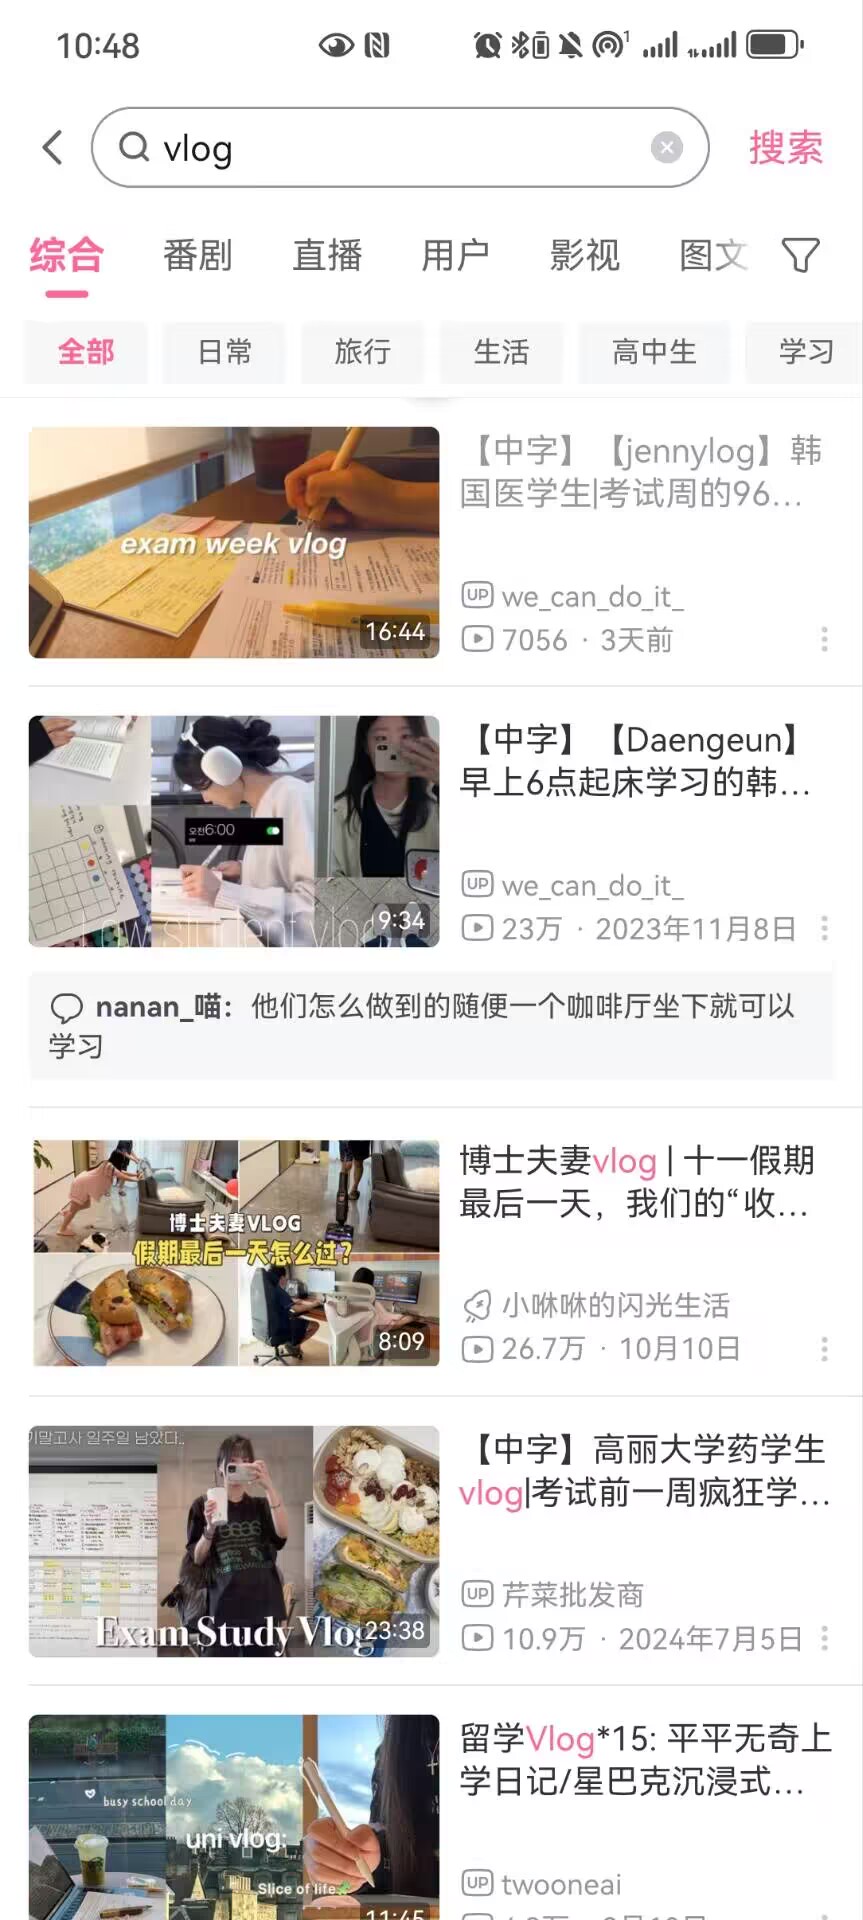 10:48
vlog
搜索
综合 番剧 直播 用户 影视 图文
全部 日常 旅行 生活 高中生 学习
exam week vlog
16:44
【中字】【jennylog】韩
国医学生|考试周的96...
UP we_can_do_it_
7056 · 3天前
오전6:00
9:34
【中字】【Daengeun】
早上6点起床学习的韩...
UP we_can_do_it_
23万 · 2023年11月8日
nanan_喵：他们怎么做到的随便一个咖啡厅坐下就可以
学习
博士夫妻VLOG
假期最后一天怎么过？
8:09
博士夫妻vlog | 十一假期
最后一天，我们的“收...
小咻咻的闪光生活
26.7万 · 10月10日
기말고사 일주일 남았다..
Exam Study Vlog
23:38
【中字】高丽大学药学生
vlog|考试前一周疯狂学...
UP 芹菜批发商
10.9万 · 2024年7月5日
busy school day
uni vlog:
Slice of life
11:45
留学Vlog*15: 平平无奇上
学日记/星巴克沉浸式...
UP twooneai